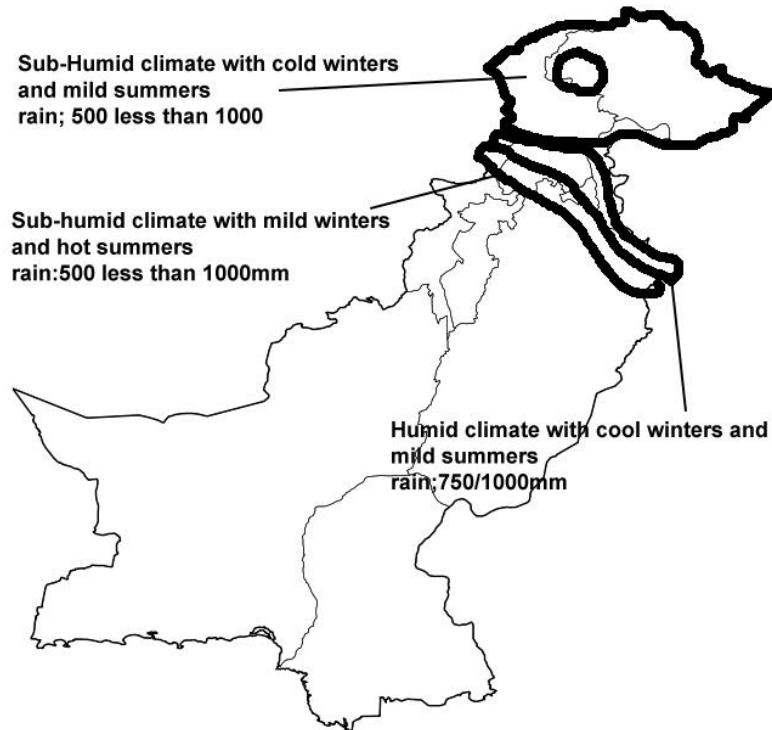 Sub-Humid climate with cold winters
and mild summers
rain; 500 less than 1000
Sub-humid climate with mild winters
and hot summers
rain:500 less than 1000mm
Humid climate with cool winters and
mild summers
rain;750/1000mm